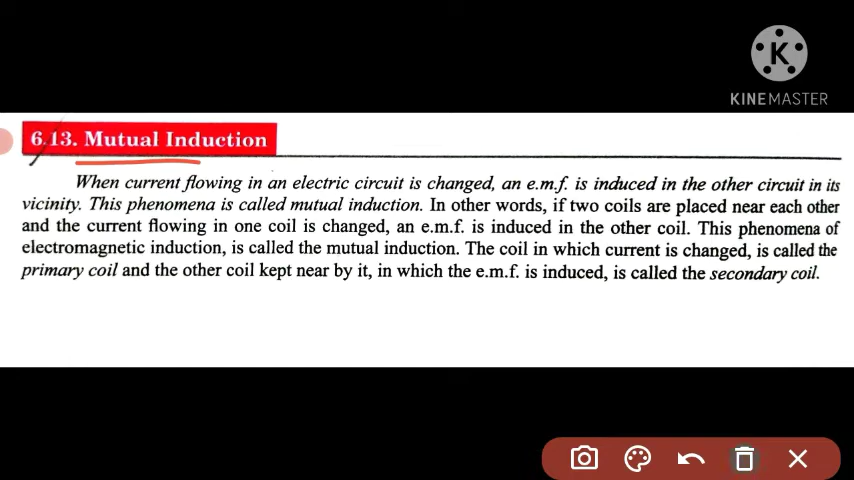 K
KINEMASTER
6.13. Mutual Induction
When current flowing in an electric circuit is changed, an e.m.f. is induced in the other circuit in its
vicinity. This phenomena is called mutual induction. In other words, if two coils are placed near each other
and the current flowing in one coil is changed, an e.m.f. is induced in the other coil. This phenomena of
electromagnetic induction, is called the mutual induction. The coil in which current is changed, is called the
primary coil and the other coil kept near by it, in which the e.m.f. is induced, is called the secondary coil.